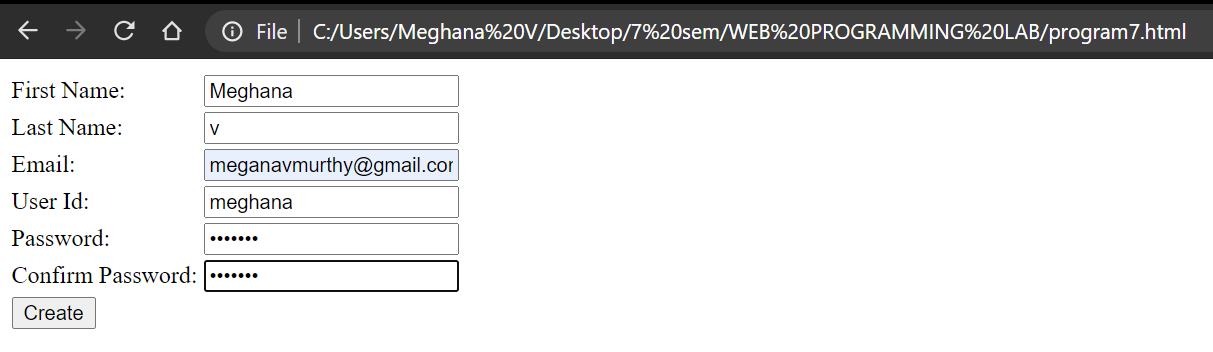 File C:/Users/Meghana%20V/Desktop/7%20sem/WEB%20PROGRAMMING%20LAB/program7.html
First Name: Meghana
Last Name: v
Email: meganavmurthy@gmail.cor
User Id: meghana
Password: •••••••
Confirm Password: •••••••
Create